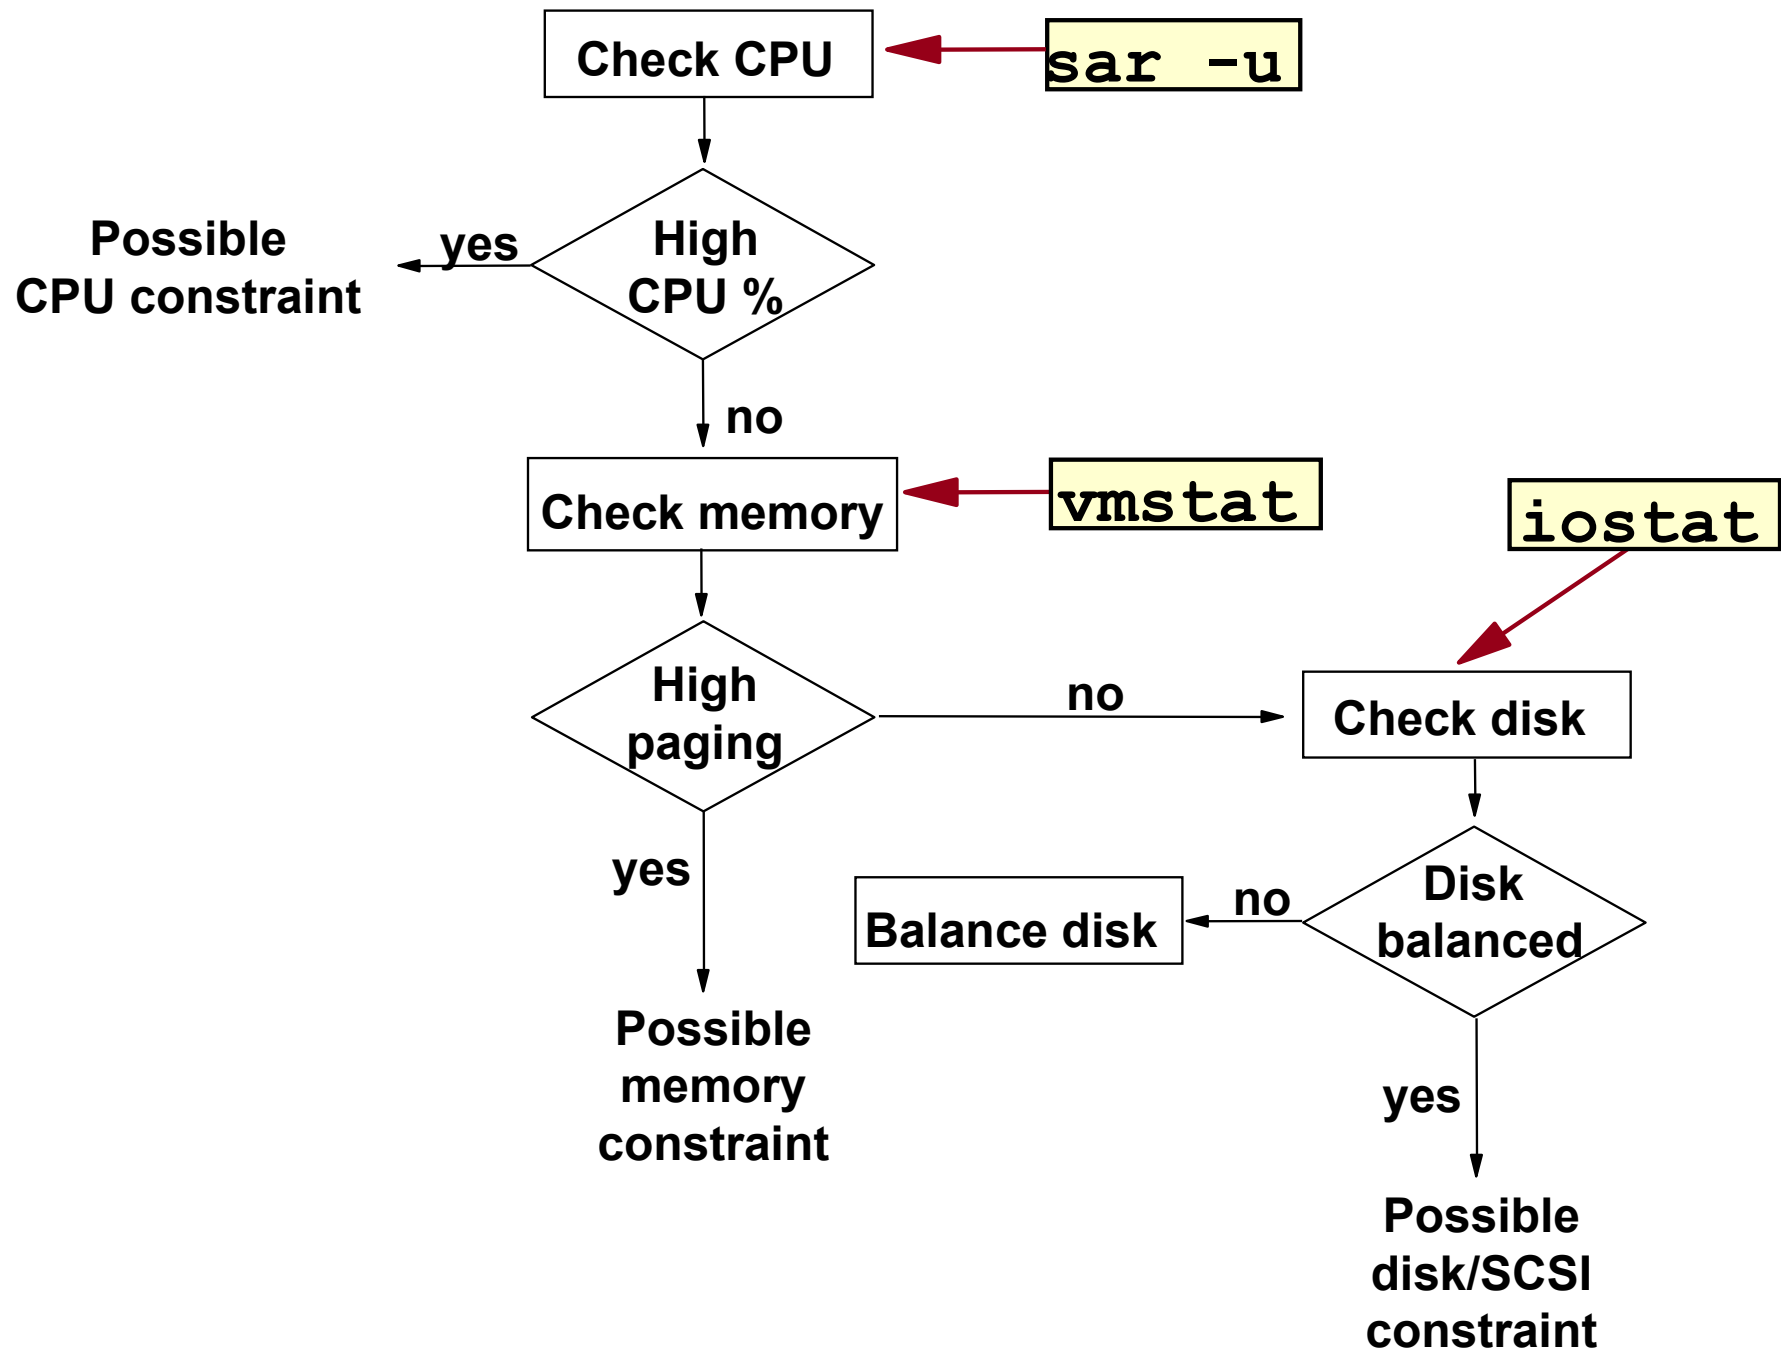 Check CPU
sar -u
High
CPU %
yes
Possible
CPU constraint
no
Check memory
vmstat
iostat
High
paging
no
Check disk
yes
Possible
memory
constraint
Disk
balanced
no
Balance disk
yes
Possible
disk/SCSI
constraint